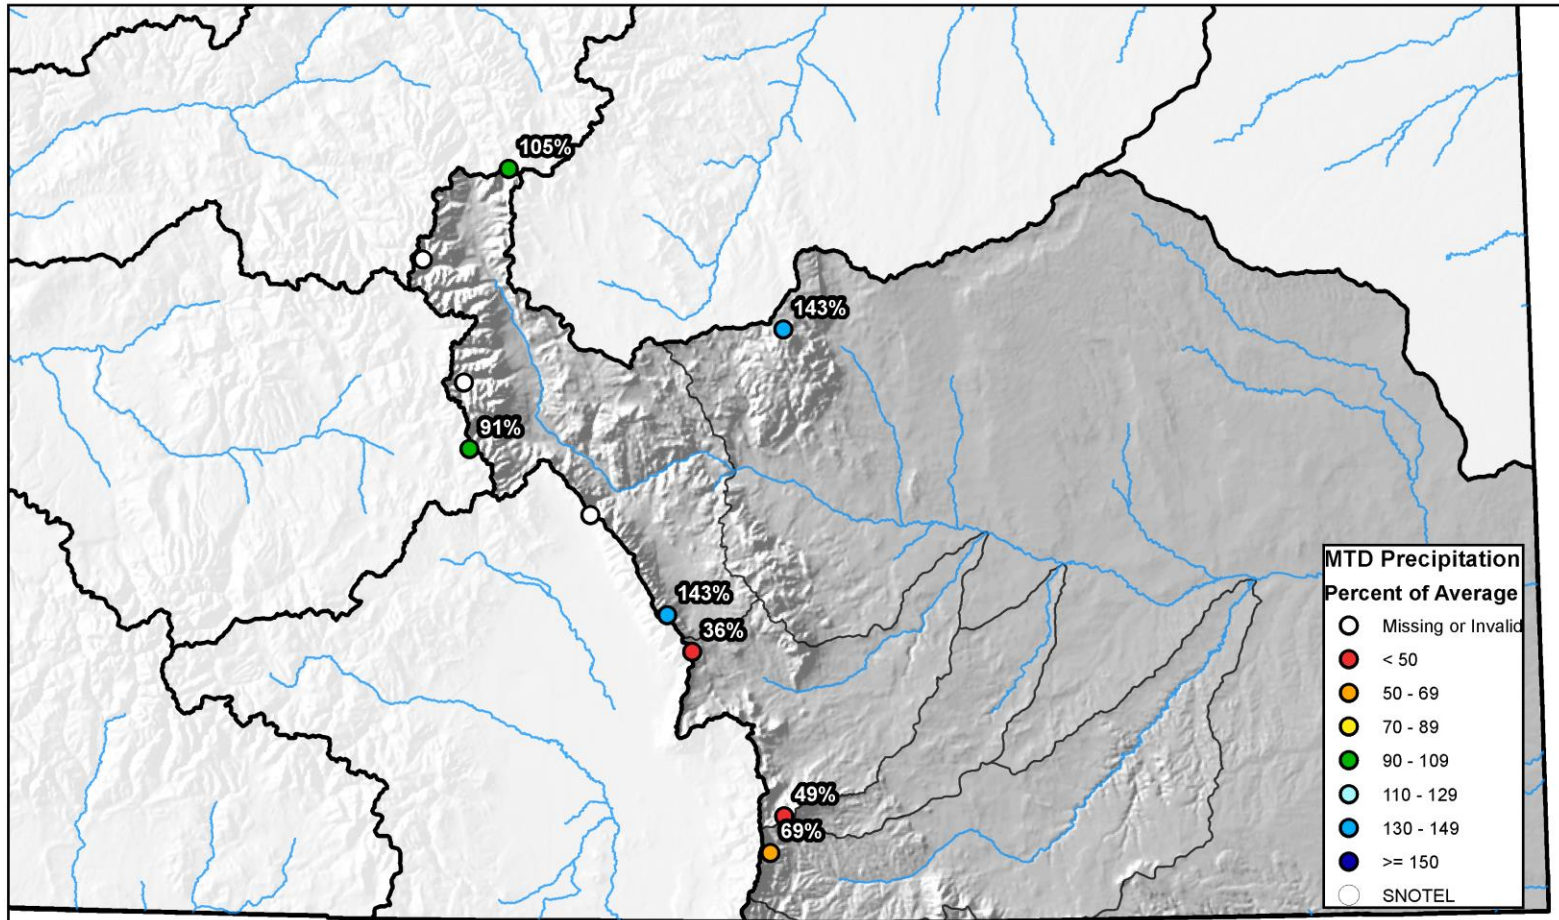 105%
143%
91%
143%
36%
49%
69%
MTD Precipitation
Percent of Average
Missing or Invalid
< 50
50 - 69
70 - 89
90 - 109
110 - 129
130 - 149
>= 150
SNOTEL